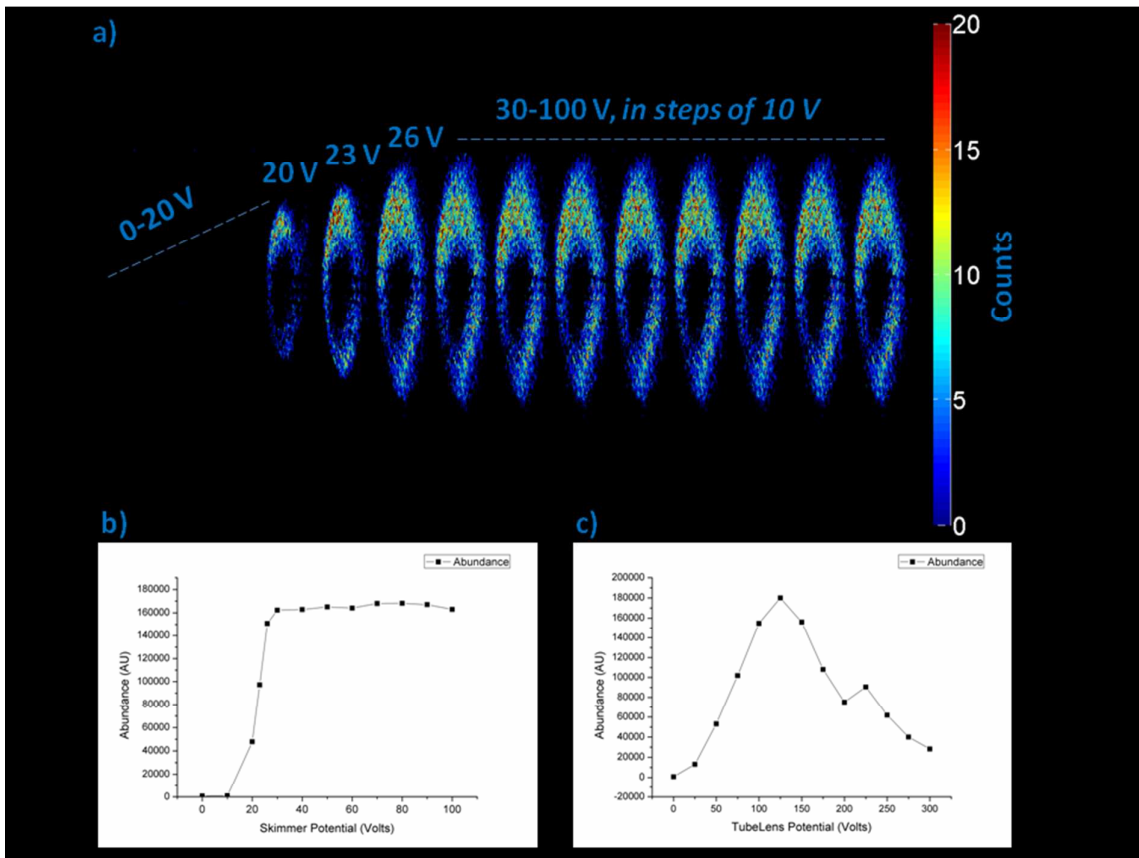 a)
0-20 V
20 V
23 V
26 V
30-100 V, in steps of 10 V
20
15
10
5
0
Counts
b)
Abundance
180000
160000
140000
120000
100000
80000
60000
40000
20000
0
Abundance (AU)
0 20 40 60 80 100
Skimmer Potential (Volts)
c)
Abundance
200000
180000
160000
140000
120000
100000
80000
60000
40000
20000
0
-20000
Abundance (AU)
0 50 100 150 200 250 300
TubeLens Potential (Volts)